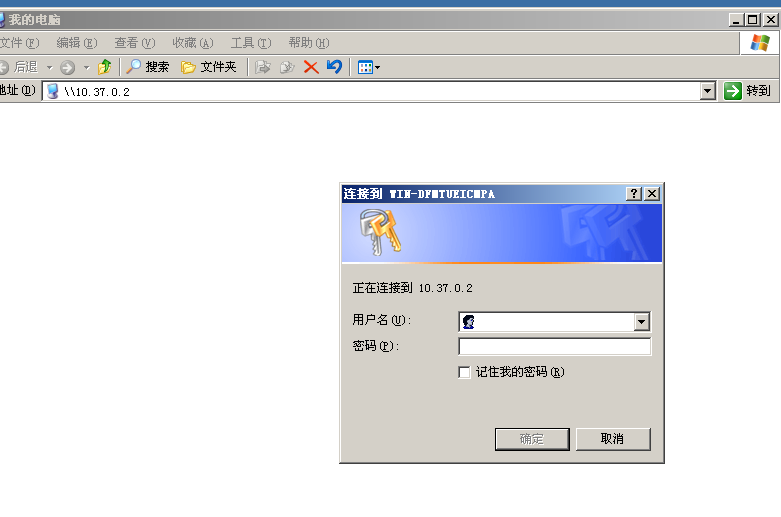 我的电脑
文件(F) 编辑(E) 查看(V) 收藏(A) 工具(T) 帮助(H)
后退 搜索 文件夹
地址(D) \\10.37.0.2 转到
连接到 WIN-DFMTUEICMPA
正在连接到 10.37.0.2
用户名(U):
密码(P):
记住我的密码(R)
确定 取消